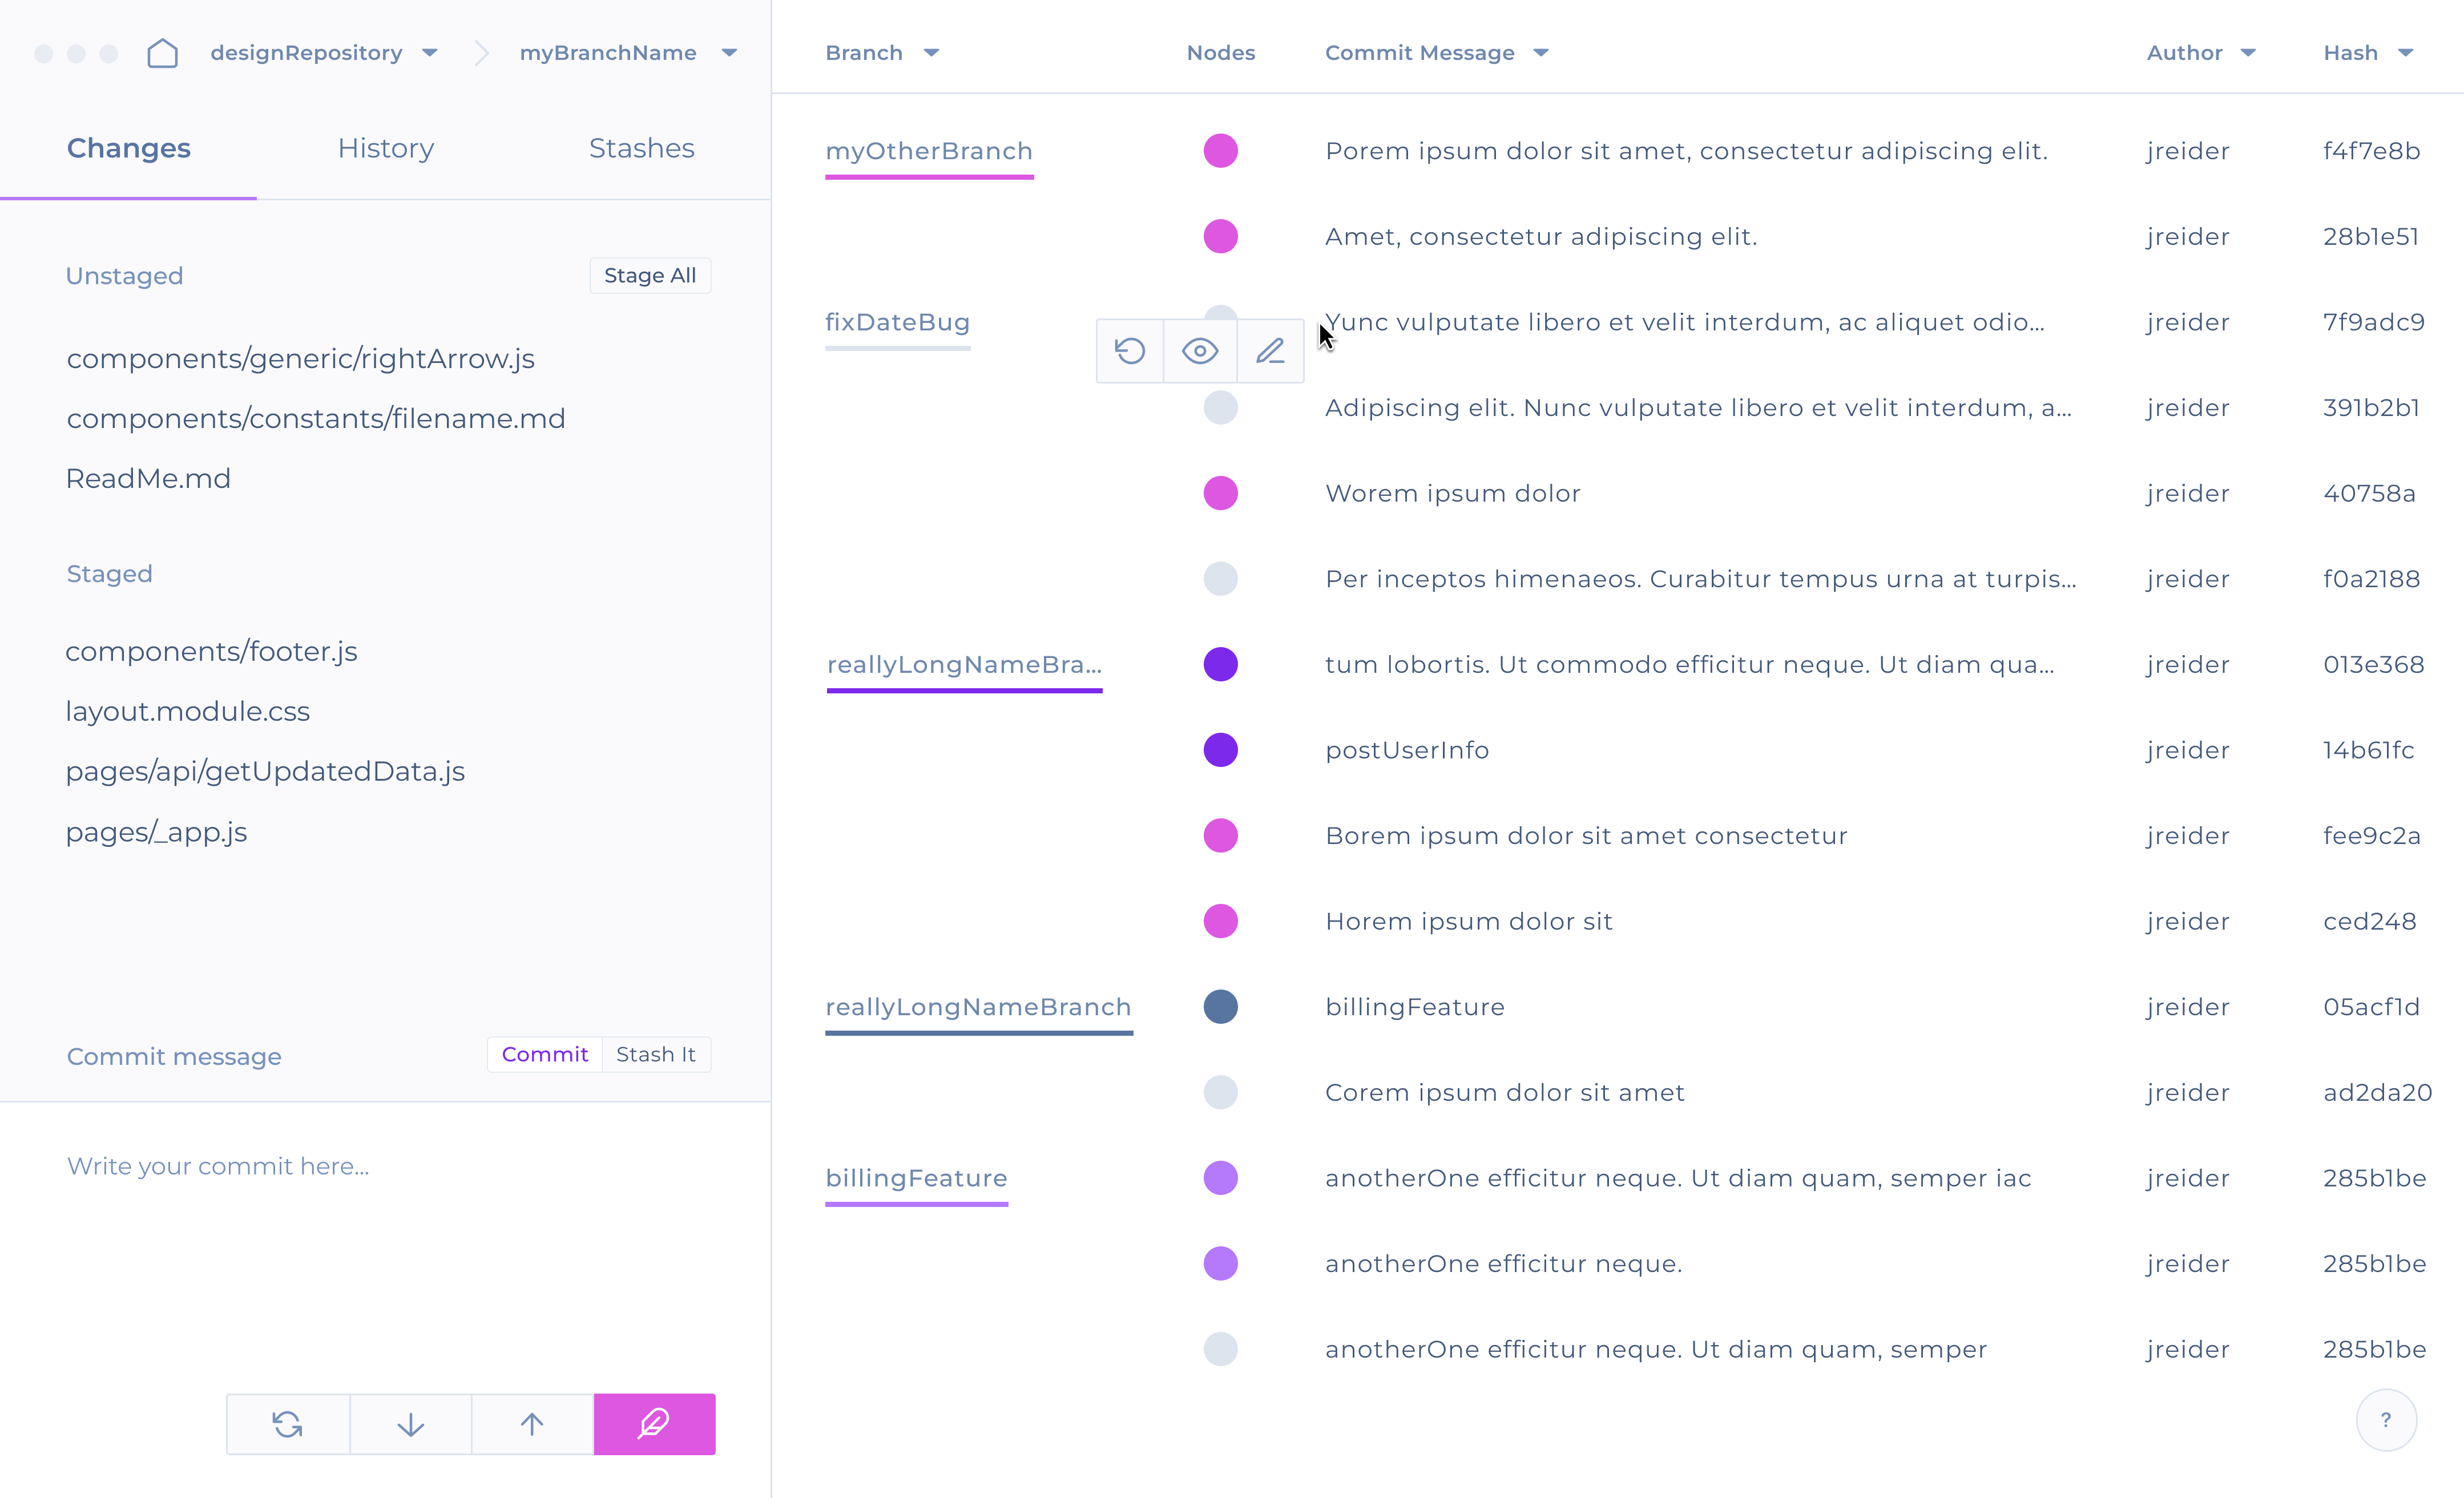 designRepository
myBranchName
Changes
History
Stashes
Unstaged
Stage All
components/generic/rightArrow.js
components/constants/filename.md
ReadMe.md
Staged
components/footer.js
layout.module.css
pages/api/getUpdatedData.js
pages/_app.js
Commit message
Commit
Stash It
Write your commit here...
Branch Nodes Commit Message Author Hash
myOtherBranch Porem ipsum dolor sit amet, consectetur adipiscing elit. jreider f4f7e8b
Amet, consectetur adipiscing elit. jreider 28b1e51
fixDateBug Yunc vulputate libero et velit interdum, ac aliquet odio... jreider 7f9adc9
Adipiscing elit. Nunc vulputate libero et velit interdum, a... jreider 391b2b1
Worem ipsum dolor jreider 40758a
Per inceptos himenaeos. Curabitur tempus urna at turpis... jreider f0a2188
reallyLongNameBra... tum lobortis. Ut commodo efficitur neque. Ut diam qua... jreider 013e368
postUserInfo jreider 14b61fc
Borem ipsum dolor sit amet consectetur jreider fee9c2a
Horem ipsum dolor sit jreider ced248
reallyLongNameBranch billingFeature jreider 05acf1d
Corem ipsum dolor sit amet jreider ad2da20
billingFeature anotherOne efficitur neque. Ut diam quam, semper iac jreider 285b1be
anotherOne efficitur neque. jreider 285b1be
anotherOne efficitur neque. Ut diam quam, semper jreider 285b1be
?